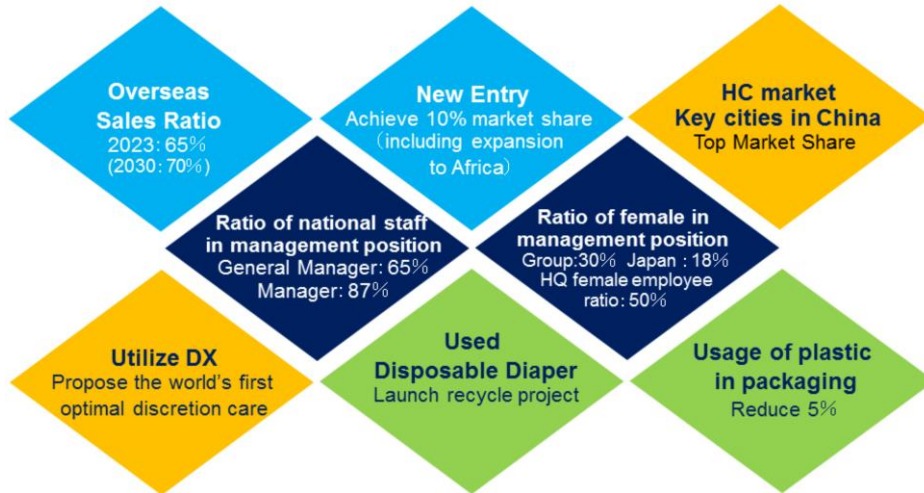 Overseas
Sales Ratio
2023: 65%
(2030: 70%)
New Entry
Achieve 10% market share
(including expansion
to Africa)
HC market
Key cities in China
Top Market Share
Ratio of national staff
in management position
General Manager: 65%
Manager: 87%
Ratio of female in
management position
Group:30% Japan : 18%
HQ female employee
ratio: 50%
Utilize DX
Propose the world's first
optimal discretion care
Used
Disposable Diaper
Launch recycle project
Usage of plastic
in packaging
Reduce 5%